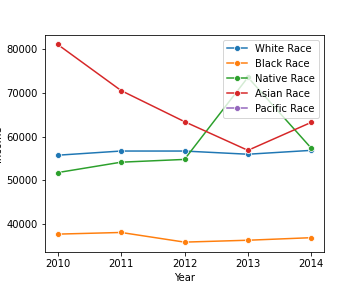 80000
70000
60000
50000
40000
2010 2011 2012 2013 2014
Year
White Race
Black Race
Native Race
Asian Race
Pacific Race